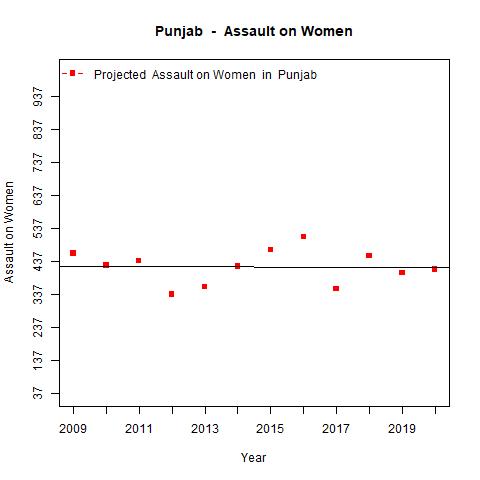 Punjab - Assault on Women
Projected Assault on Women in Punjab
937
837
737
637
537
437
337
237
137
37
Assault on Women
2009 2011 2013 2015 2017 2019
Year